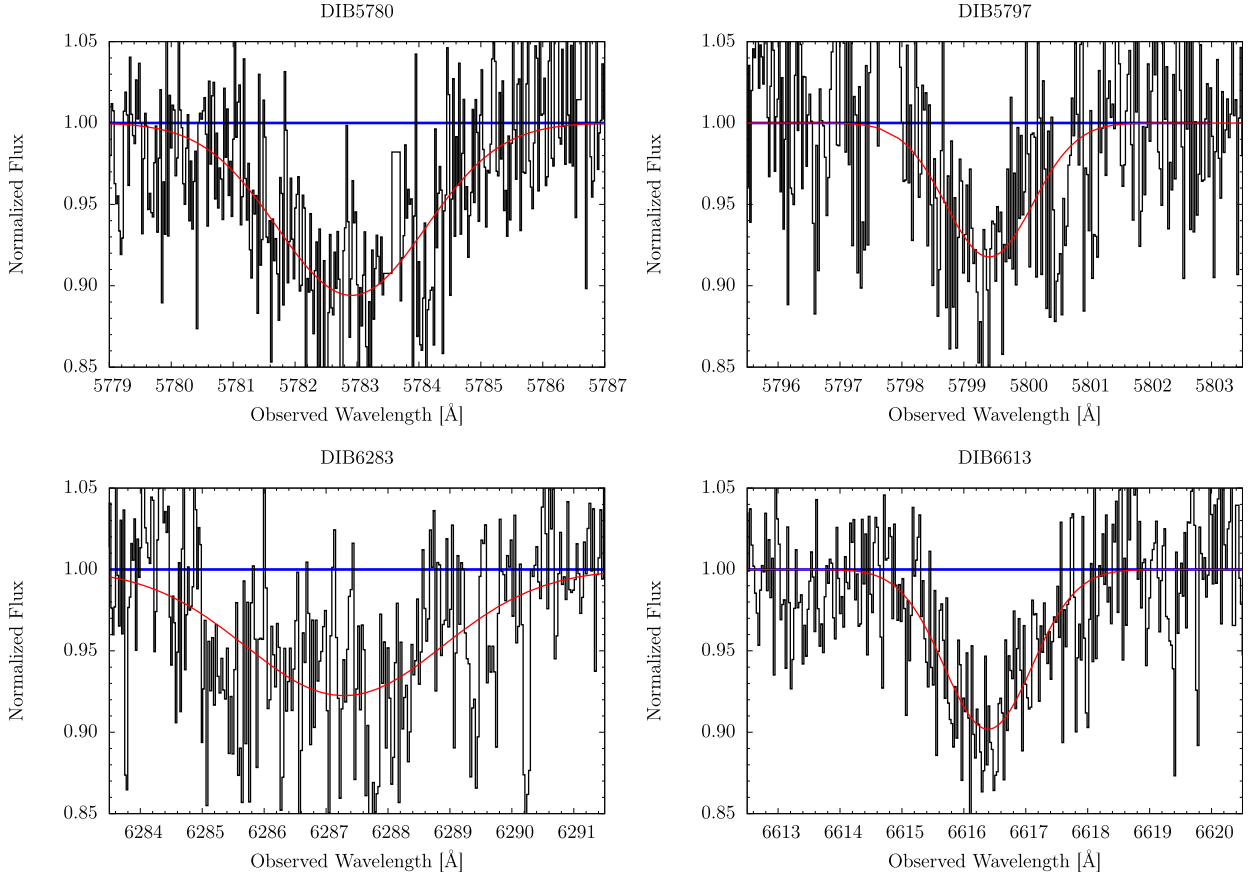 DIB5780
1.05
1.00
0.95
0.90
0.85
Normalized Flux
5779 5780 5781 5782 5783 5784 5785 5786 5787
Observed Wavelength [Å]
DIB5797
1.05
1.00
0.95
0.90
0.85
Normalized Flux
5796 5797 5798 5799 5800 5801 5802 5803
Observed Wavelength [Å]
DIB6283
1.05
1.00
0.95
0.90
0.85
Normalized Flux
6284 6285 6286 6287 6288 6289 6290 6291
Observed Wavelength [Å]
DIB6613
1.05
1.00
0.95
0.90
0.85
Normalized Flux
6613 6614 6615 6616 6617 6618 6619 6620
Observed Wavelength [Å]